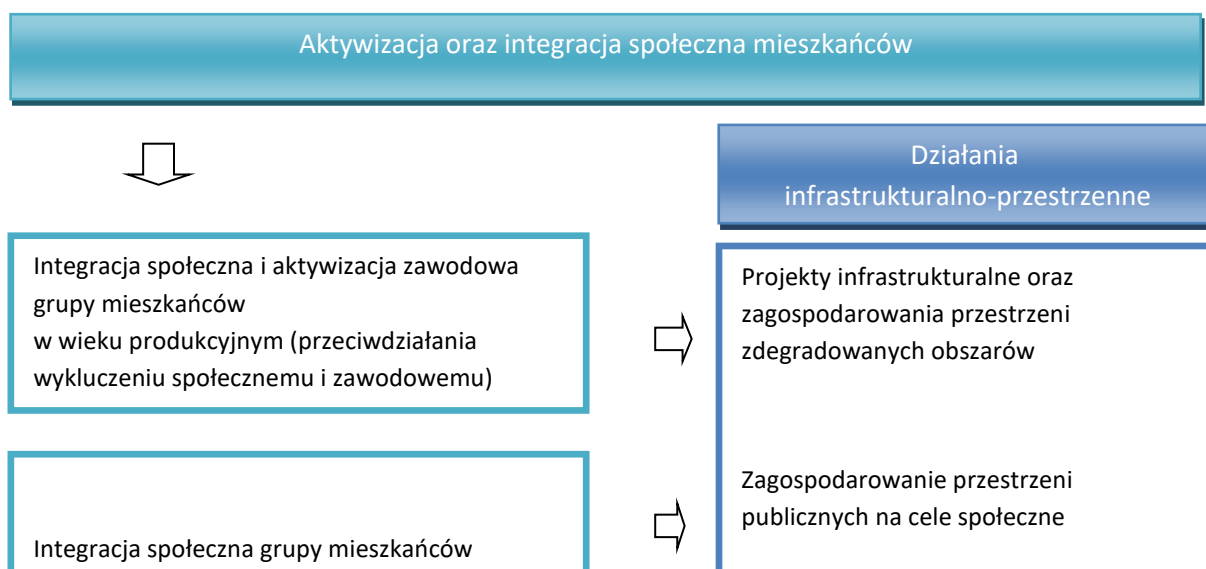 Aktywizacja oraz integracja społeczna mieszkańców
Działania
infrastrukturalno-przestrzenne
Integracja społeczna i aktywizacja zawodowa
grupy mieszkańców
w wieku produkcyjnym (przeciwdziałania
wykluczeniu społecznemu i zawodowemu)
Projekty infrastrukturalne oraz
zagospodarowania przestrzeni
zdegradowanych obszarów
Integracja społeczna grupy mieszkańców
Zagospodarowanie przestrzeni
publicznych na cele społeczne